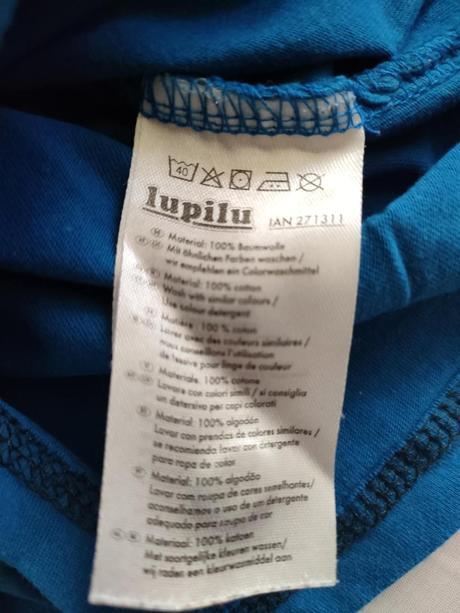 40
lupilu IAN 271311
Material: 100% Baumwolle
Mit ähnlichen Farben waschen /
wir empfehlen ein Colorwaschmittel
Material: 100% cotton
Wash with similar colours /
Use colour detergent
Matière: 100 % coton
Laver avec des couleurs similaires /
nous conseillons l'utilisation
de lessive pour linge de couleur
Materiale: 100% cotone
Lavare con colori simili / si consiglia
un detersivo per capi colorati
Material: 100% algodón
Lavar con prendas de colores similares /
se recomienda lavar con detergente
para ropa de color
Material: 100% algodão
Lavar com roupa de cores semelhantes/
aconselhamos o uso de um detergente
adequado para roupa de cor
Materiaal: 100% katoen
Met soortgelijke kleuren wassen/
wij raden een kleurwasmiddel aan